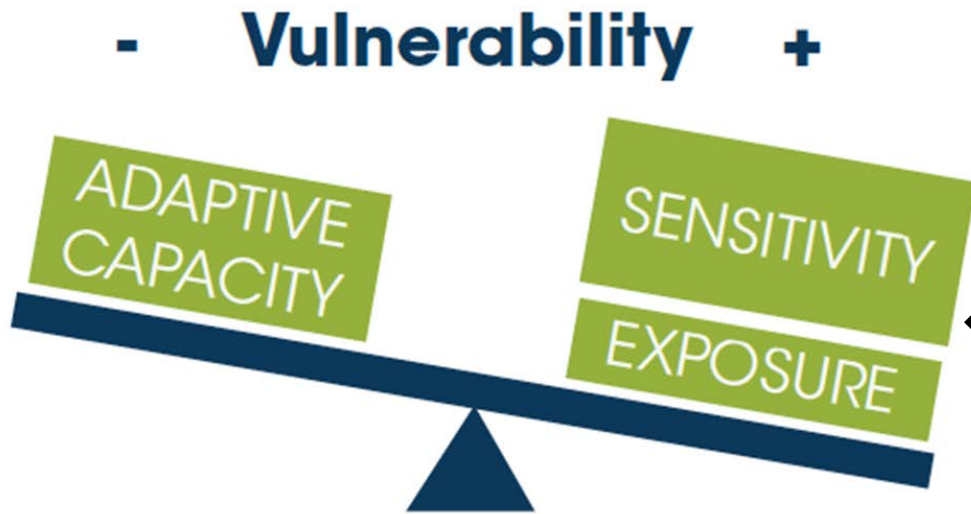 - Vulnerability +
ADAPTIVE
CAPACITY
SENSITIVITY
EXPOSURE